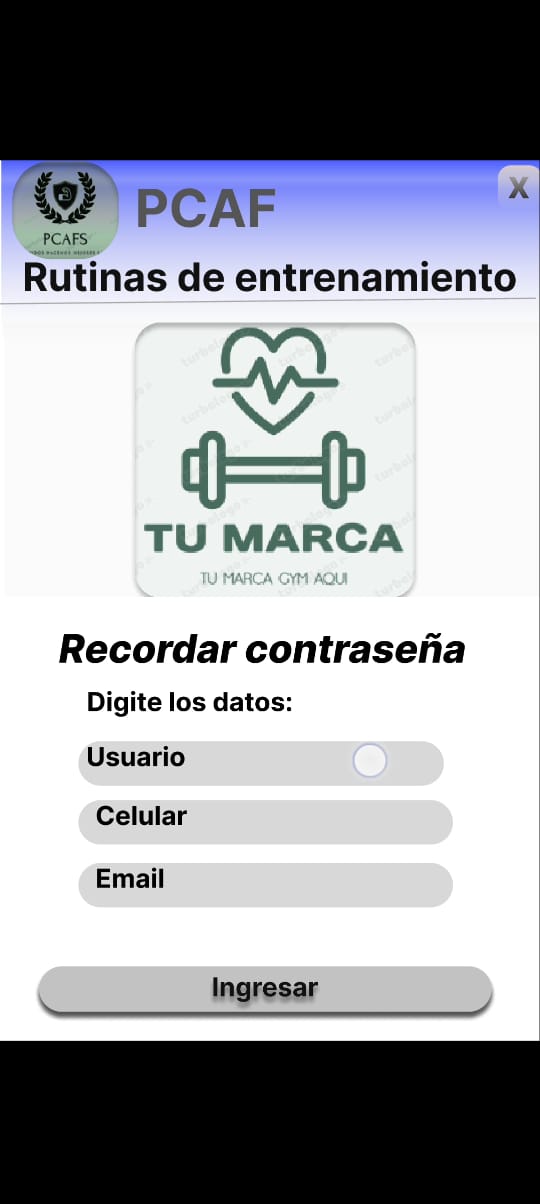 PCAF
X
PCAFS
Rutinas de entrenamiento
TU MARCA
TU MARCA GYM AQUI
Recordar contraseña
Digite los datos:
Usuario
Celular
Email
Ingresar